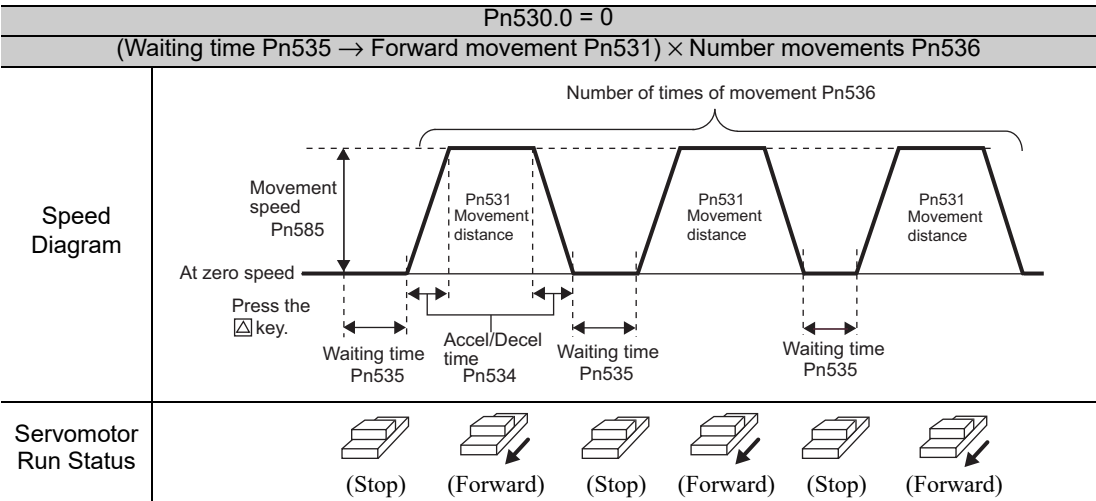 Pn530.0 = 0
(Waiting time Pn535 → Forward movement Pn531) × Number movements Pn536
Speed
Diagram
Number of times of movement Pn536
Movement
speed
Pn585
At zero speed
Press the
△ key.
Pn531
Movement
distance
Pn531
Movement
distance
Pn531
Movement
distance
Waiting time
Pn535
Accel/Decel
time
Pn534
Waiting time
Pn535
Waiting time
Pn535
Servomotor
Run Status
(Stop) (Forward) (Stop) (Forward) (Stop) (Forward)